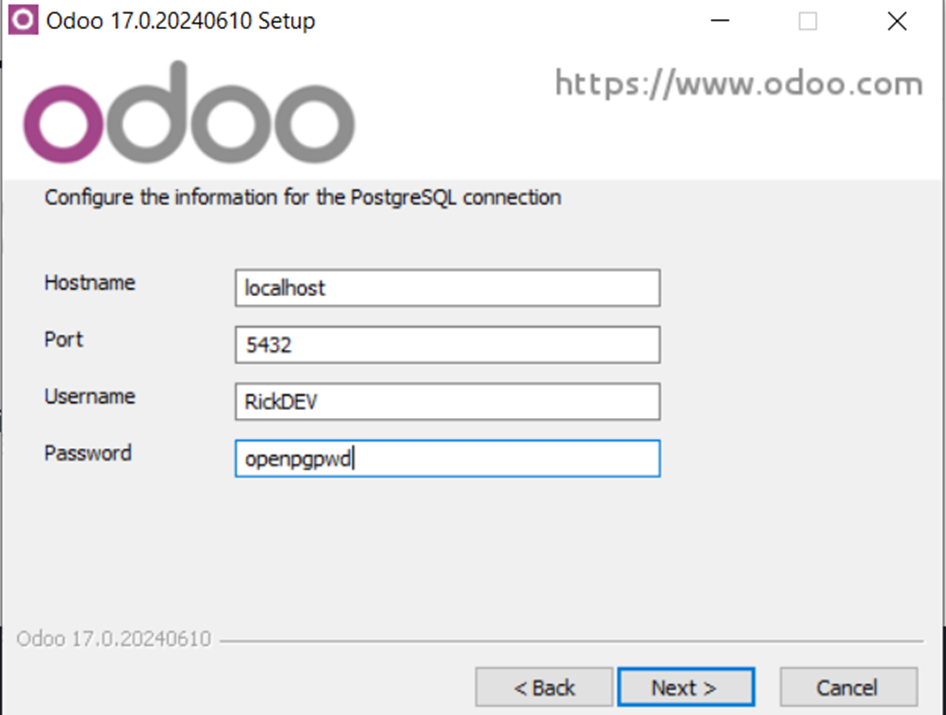 Odoo 17.0.20240610 Setup
odoo
https://www.odoo.com
Configure the information for the PostgreSQL connection
Hostname
localhost
Port
5432
Username
RickDEV
Password
openpgpwd
Odoo 17.0.20240610
< Back
Next >
Cancel